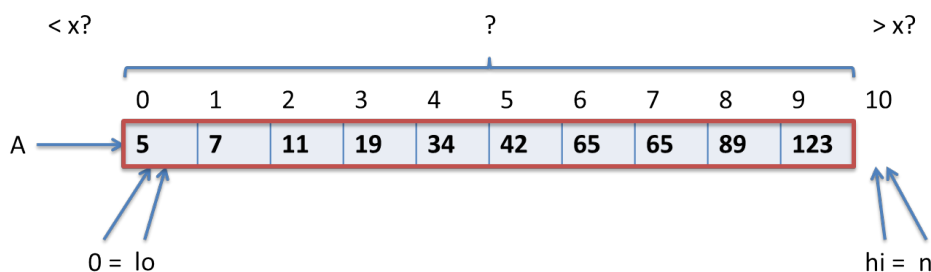 < x? ? > x?
0 1 2 3 4 5 6 7 8 9 10
A 5 7 11 19 34 42 65 65 89 123
0 = lo hi = n